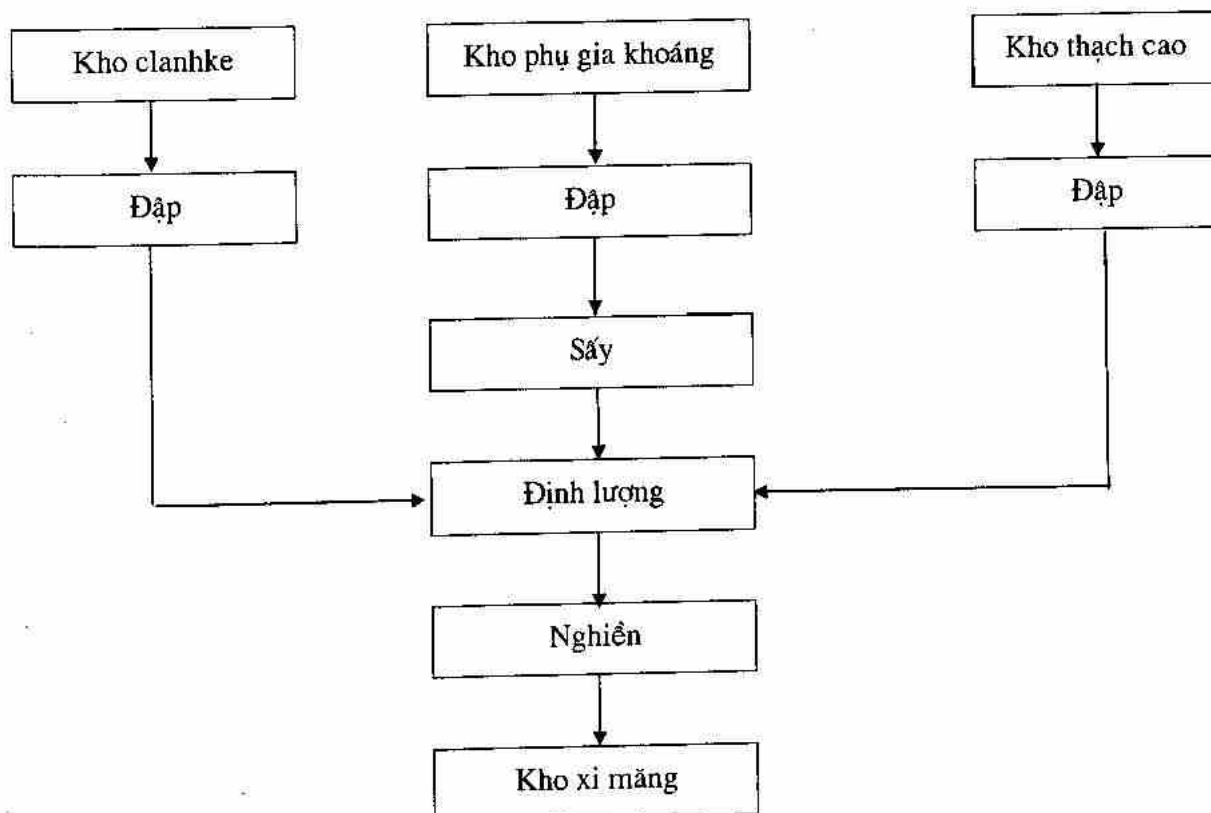 Kho clanhke
Kho phụ gia khoáng
Kho thạch cao
Đập
Đập
Đập
Sấy
Định lượng
Nghiền
Kho xi măng